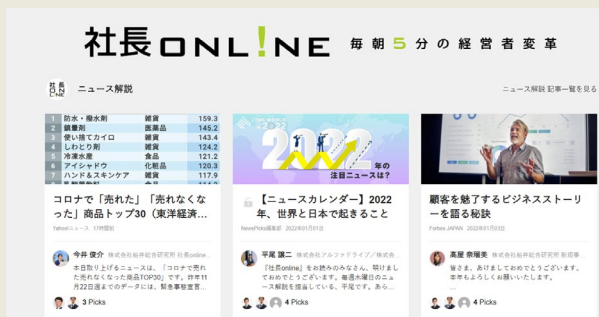 社長ONL!NE 毎朝5分の経営者変革
社長ONLINE ニュース解説
ニュース解説 記事一覧を見る
1 防水・撥水剤 雑貨 159.3
2 鎮暈剤 医薬品 145.2
3 使い捨てカイロ 雑貨 143.4
4 しわとり剤 雑貨 124.2
5 冷凍水産 食品 121.2
6 アイシャドウ 化粧品 120.3
7 ハンド＆スキンケア 雑貨 117.9
コロナで「売れた」「売れなくな
った」商品トップ30（東洋経済…
Yahoo!ニュース 17時間前
今井 俊介 株式会社船井総合研究所 社長online…
本日取り上げるニュースは、「コロナで売れ
た売れなくなった商品TOP30」です。昨年11
月22日週までのデータには、緊急事態宣言…
3 Picks
2022
年の
注目ニュースは？
【ニュースカレンダー】2022
年、世界と日本で起きること
NewsPicks編集部 2022年01月01日
平尾 譲二 株式会社アルファドライブ／株式会…
『社長online』をお読みのみなさん、明けまし
ておめでとうございます。毎週木曜日のニュ
ース解説を担当している、平尾です。あら…
4 Picks
顧客を魅了するビジネスストーリ
ーを語る秘訣
Forbes JAPAN 2022年01月03日
高屋 奈瑠美 株式会社船井総合研究所 新規事…
皆さま、あけましておめでとうございます。
本年もよろしくお願いいたします。
…
4 Picks